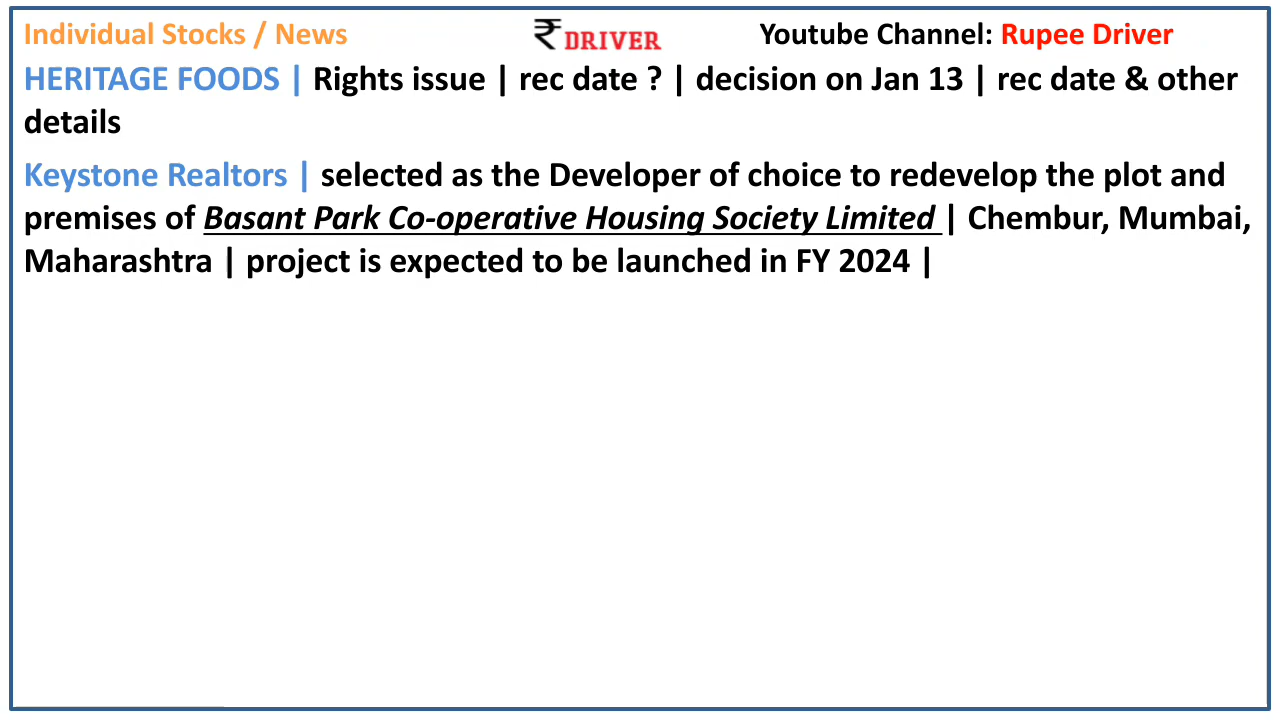 Individual Stocks / News ₹ DRIVER Youtube Channel: Rupee Driver
HERITAGE FOODS | Rights issue | rec date ? | decision on Jan 13 | rec date & other
details
Keystone Realtors | selected as the Developer of choice to redevelop the plot and
premises of Basant Park Co-operative Housing Society Limited | Chembur, Mumbai,
Maharashtra | project is expected to be launched in FY 2024 |